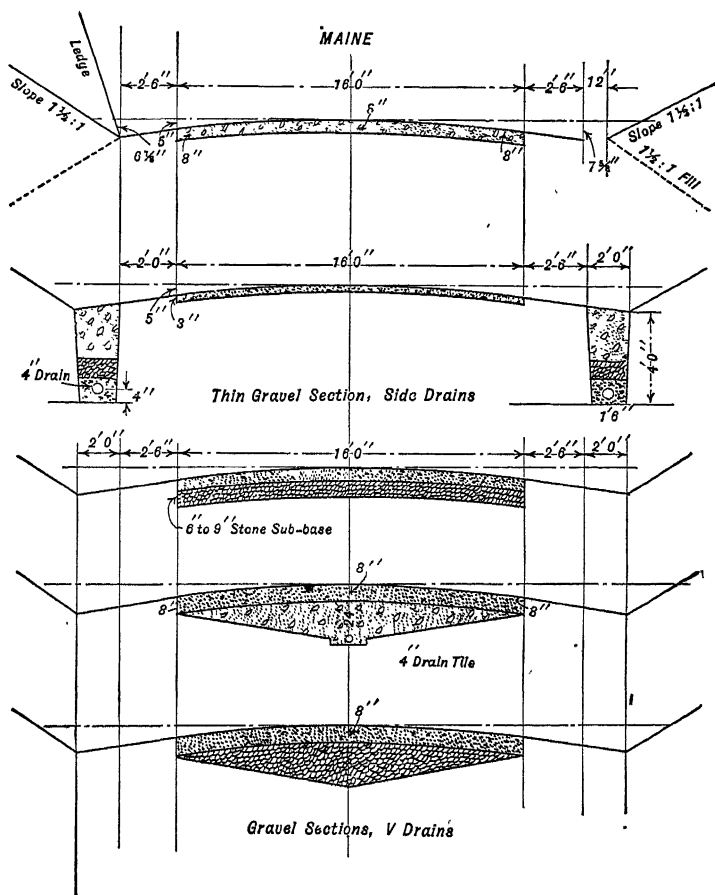 MAINE
Ledge
Slope 1½:1
2'6"
16'0"
2'6"
12"
8"
5"
6½"
8"
8"
Slope 1½:1
1½:1 Fill
2'0"
16'0"
2'6"
2'0"
5"
3"
4" Drain
4"
4'0"
1'6"
Thin Gravel Section, Side Drains
2'0"
2'6"
16'0"
2'6"
2'0"
6" to 9" Stone Sub-base
8"
8"
8"
4" Drain Tile
8"
Gravel Sections, V Drains